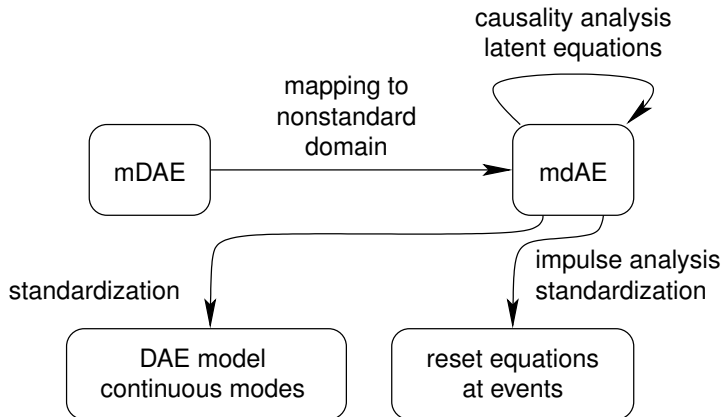 causality analysis
latent equations
mapping to
nonstandard
domain
mDAE
mdAE
standardization
impulse analysis
standardization
DAE model
continuous modes
reset equations
at events